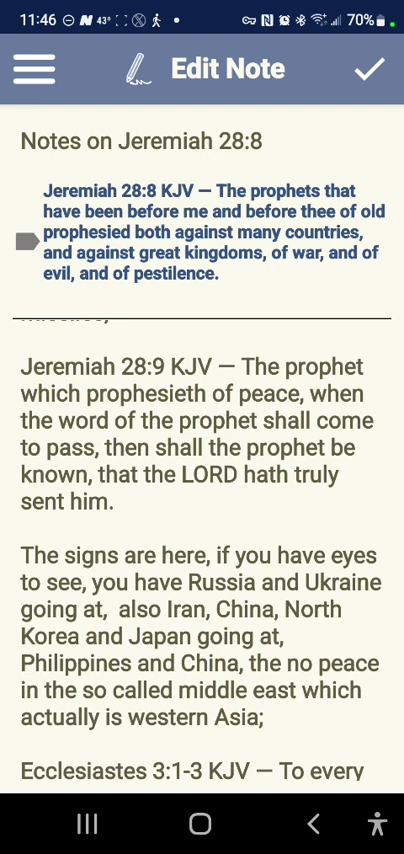 11:46 43° 70%
Edit Note
Notes on Jeremiah 28:8
Jeremiah 28:8 KJV — The prophets that
have been before me and before thee of old
prophesied both against many countries,
and against great kingdoms, of war, and of
evil, and of pestilence.
Jeremiah 28:9 KJV — The prophet
which prophesieth of peace, when
the word of the prophet shall come
to pass, then shall the prophet be
known, that the LORD hath truly
sent him.
The signs are here, if you have eyes
to see, you have Russia and Ukraine
going at,  also Iran, China, North
Korea and Japan going at,
Philippines and China, the no peace
in the so called middle east which
actually is western Asia;
Ecclesiastes 3:1-3 KJV — To every